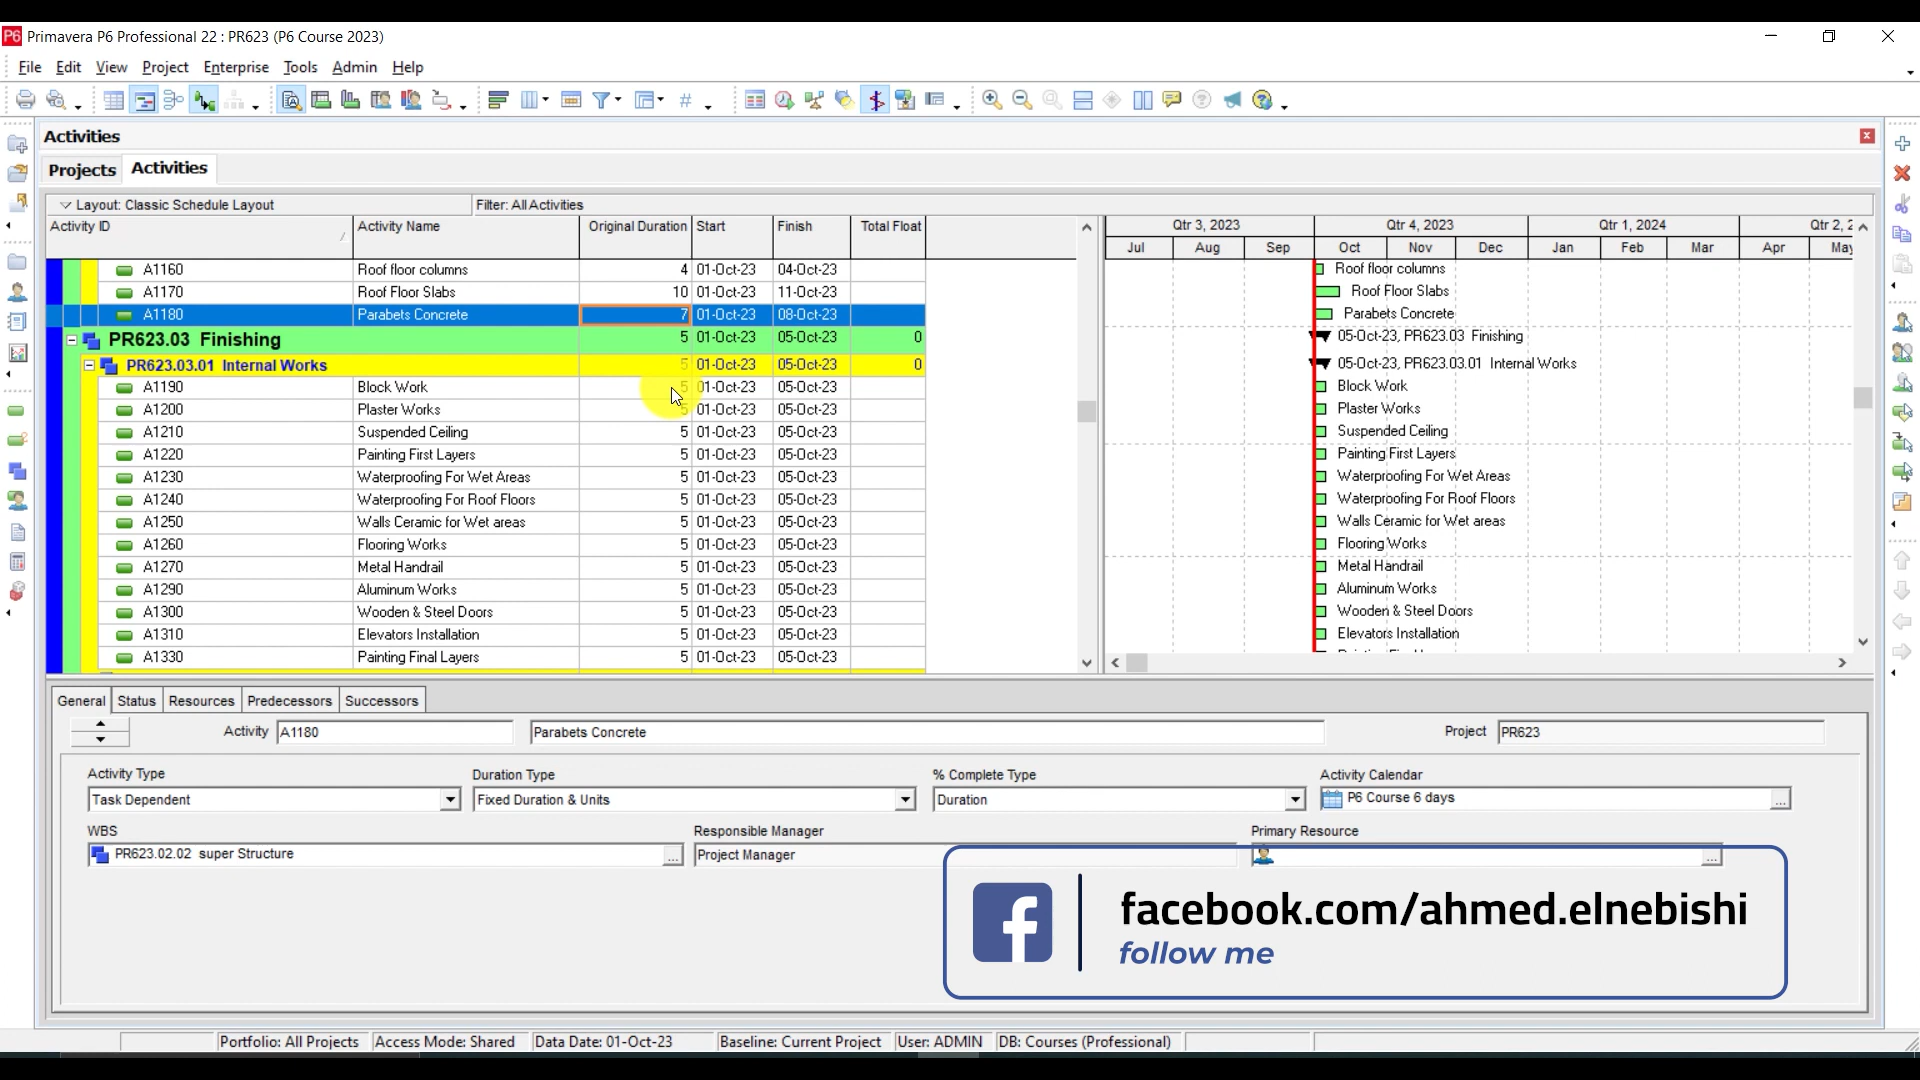 P6 Primavera P6 Professional 22 : PR623 (P6 Course 2023)
File Edit View Project Enterprise Tools Admin Help
Activities
Projects Activities
Layout: Classic Schedule Layout Filter: All Activities
Activity ID Activity Name Original Duration Start Finish Total Float
Qtr 3, 2023 Qtr 4, 2023 Qtr 1, 2024 Qtr 2, 2
Jul Aug Sep Oct Nov Dec Jan Feb Mar Apr May
A1160 Roof floor columns 4 01-Oct-23 04-Oct-23 Roof floor columns
A1170 Roof Floor Slabs 10 01-Oct-23 11-Oct-23 Roof Floor Slabs
A1180 Parabets Concrete 7 01-Oct-23 08-Oct-23 Parabets Concrete
PR623.03 Finishing 5 01-Oct-23 05-Oct-23 0 05-Oct-23, PR623.03 Finishing
PR623.03.01 Internal Works 5 01-Oct-23 05-Oct-23 0 05-Oct-23, PR623.03.01 Internal Works
A1190 Block Work 5 01-Oct-23 05-Oct-23 Block Work
A1200 Plaster Works 5 01-Oct-23 05-Oct-23 Plaster Works
A1210 Suspended Ceiling 5 01-Oct-23 05-Oct-23 Suspended Ceiling
A1220 Painting First Layers 5 01-Oct-23 05-Oct-23 Painting First Layers
A1230 Waterproofing For Wet Areas 5 01-Oct-23 05-Oct-23 Waterproofing For Wet Areas
A1240 Waterproofing For Roof Floors 5 01-Oct-23 05-Oct-23 Waterproofing For Roof Floors
A1250 Walls Ceramic for Wet areas 5 01-Oct-23 05-Oct-23 Walls Ceramic for Wet areas
A1260 Flooring Works 5 01-Oct-23 05-Oct-23 Flooring Works
A1270 Metal Handrail 5 01-Oct-23 05-Oct-23 Metal Handrail
A1290 Aluminum Works 5 01-Oct-23 05-Oct-23 Aluminum Works
A1300 Wooden & Steel Doors 5 01-Oct-23 05-Oct-23 Wooden & Steel Doors
A1310 Elevators Installation 5 01-Oct-23 05-Oct-23 Elevators Installation
A1330 Painting Final Layers 5 01-Oct-23 05-Oct-23
General Status Resources Predecessors Successors
Activity A1180 Parabets Concrete Project PR623
Activity Type Duration Type % Complete Type Activity Calendar
Task Dependent Fixed Duration & Units Duration P6 Course 6 days
WBS Responsible Manager Primary Resource
PR623.02.02 super Structure Project Manager
facebook.com/ahmed.elnebishi
follow me
Portfolio: All Projects Access Mode: Shared Data Date: 01-Oct-23 Baseline: Current Project User: ADMIN DB: Courses (Professional)